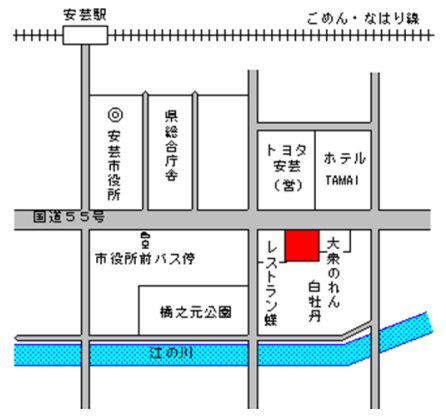 安芸駅
ごめん・なはり線
◎安芸市役所
県総合庁舎
トヨタ
安芸
(営)
ホテル
TAMAI
国道55号
市役所前バス停
レストラン蝶
大衆のれん
白牡丹
橋之元公園
江の川